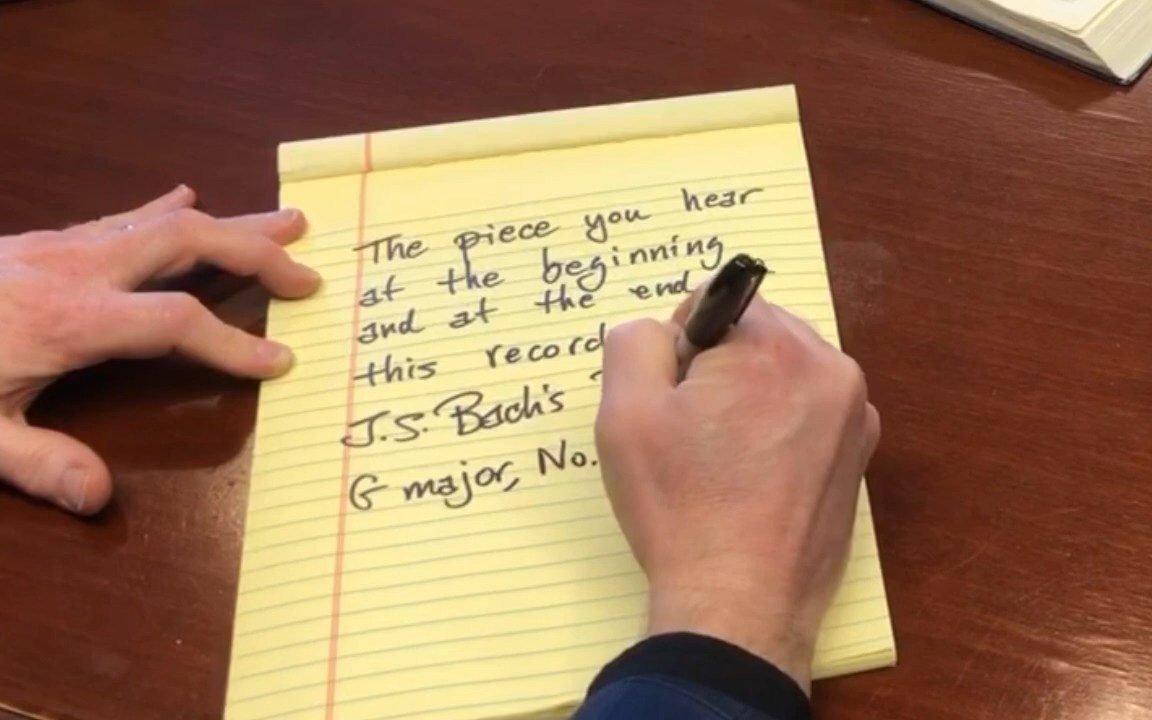 The piece you hear
at the beginning
and at the end
this record
J.S. Bach's
G major, No.